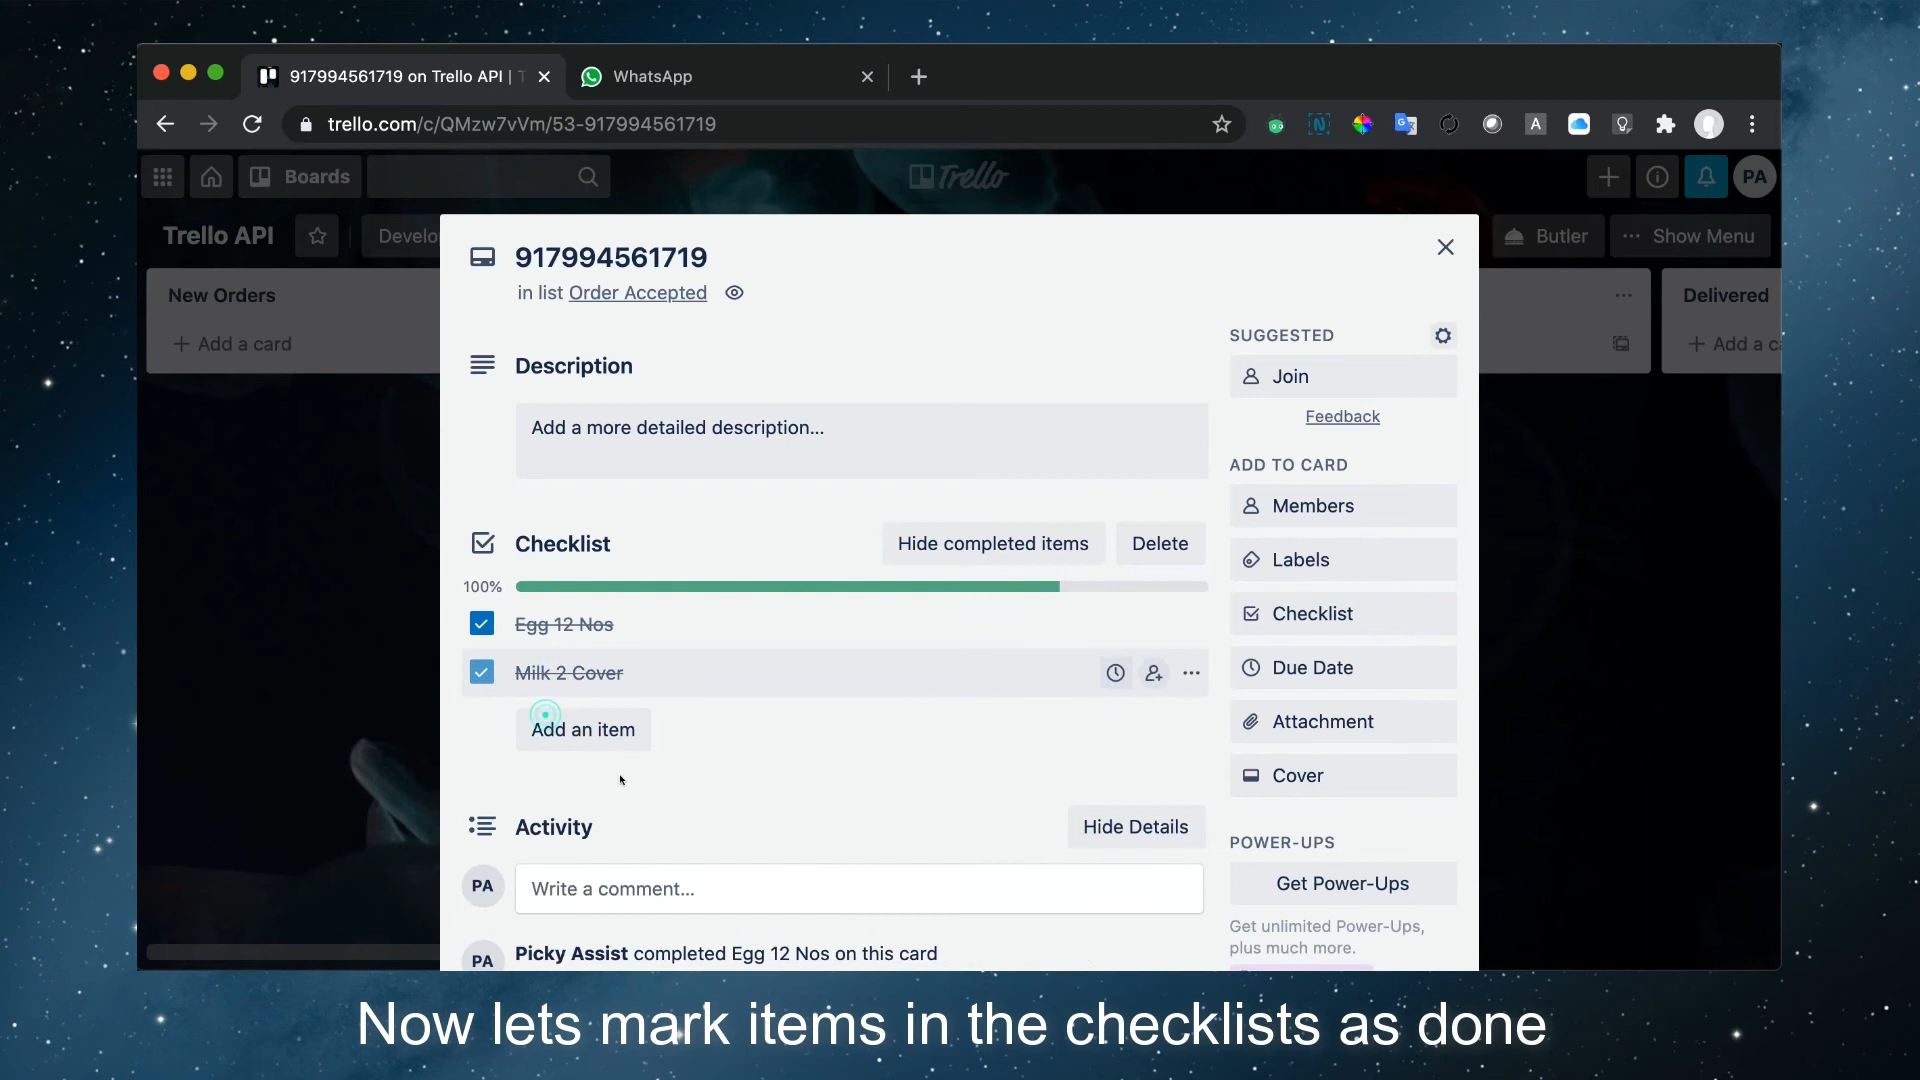 917994561719 on Trello API | T
WhatsApp
trello.com/c/QMzw7vVm/53-917994561719
Boards
Trello
PA
Trello API
Develo
Butler
Show Menu
New Orders
Add a card
Delivered
Add a ca
917994561719
in list Order Accepted
Description
Add a more detailed description...
Checklist
Hide completed items
Delete
100%
Egg 12 Nos
Milk 2 Cover
Add an item
Activity
Hide Details
PA
Write a comment...
PA
Picky Assist completed Egg 12 Nos on this card
SUGGESTED
Join
Feedback
ADD TO CARD
Members
Labels
Checklist
Due Date
Attachment
Cover
POWER-UPS
Get Power-Ups
Get unlimited Power-Ups,
plus much more.
Now lets mark items in the checklists as done